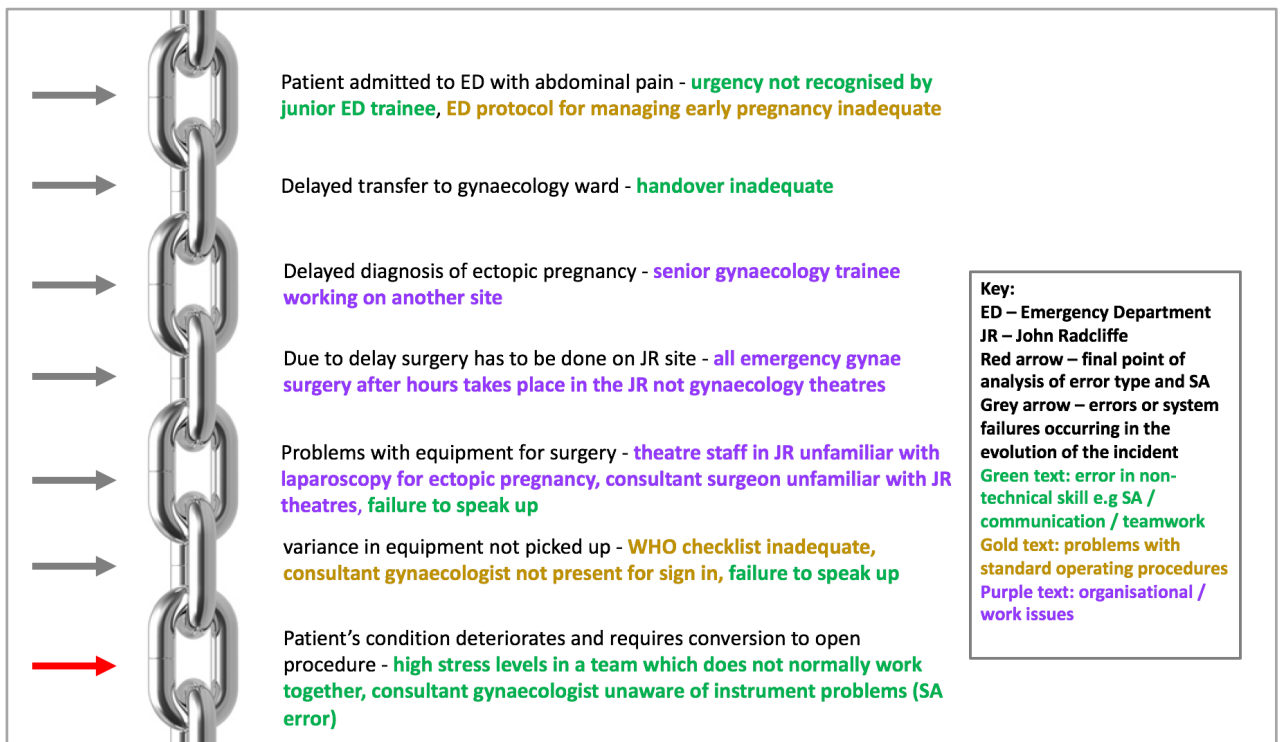 Patient admitted to ED with abdominal pain - urgency not recognised by
junior ED trainee, ED protocol for managing early pregnancy inadequate
Delayed transfer to gynaecology ward - handover inadequate
Delayed diagnosis of ectopic pregnancy - senior gynaecology trainee
working on another site
Due to delay surgery has to be done on JR site - all emergency gynae
surgery after hours takes place in the JR not gynaecology theatres
Problems with equipment for surgery - theatre staff in JR unfamiliar with
laparoscopy for ectopic pregnancy, consultant surgeon unfamiliar with JR
theatres, failure to speak up
variance in equipment not picked up - WHO checklist inadequate,
consultant gynaecologist not present for sign in, failure to speak up
Patient's condition deteriorates and requires conversion to open
procedure - high stress levels in a team which does not normally work
together, consultant gynaecologist unaware of instrument problems (SA
error)
Key:
ED – Emergency Department
JR – John Radcliffe
Red arrow – final point of
analysis of error type and SA
Grey arrow – errors or system
failures occurring in the
evolution of the incident
Green text: error in non-
technical skill e.g SA /
communication / teamwork
Gold text: problems with
standard operating procedures
Purple text: organisational /
work issues